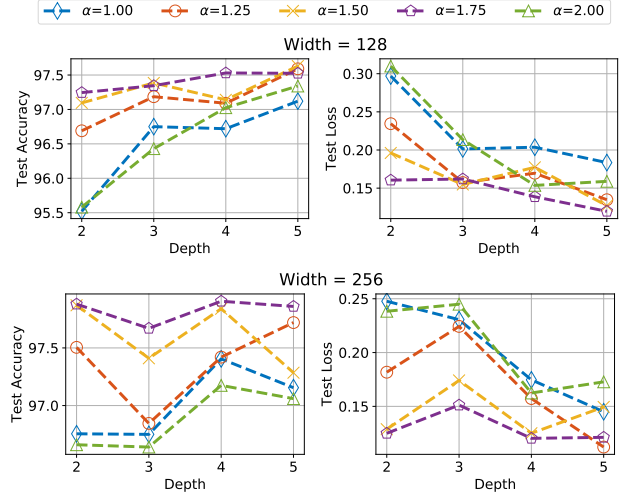 α=1.00 α=1.25 α=1.50 α=1.75 α=2.00
Width = 128
97.5
97.0
96.5
96.0
95.5
Test Accuracy
2 3 4 5
Depth
0.30
0.25
0.20
0.15
Test Loss
2 3 4 5
Depth
Width = 256
97.5
97.0
Test Accuracy
2 3 4 5
Depth
0.25
0.20
0.15
Test Loss
2 3 4 5
Depth